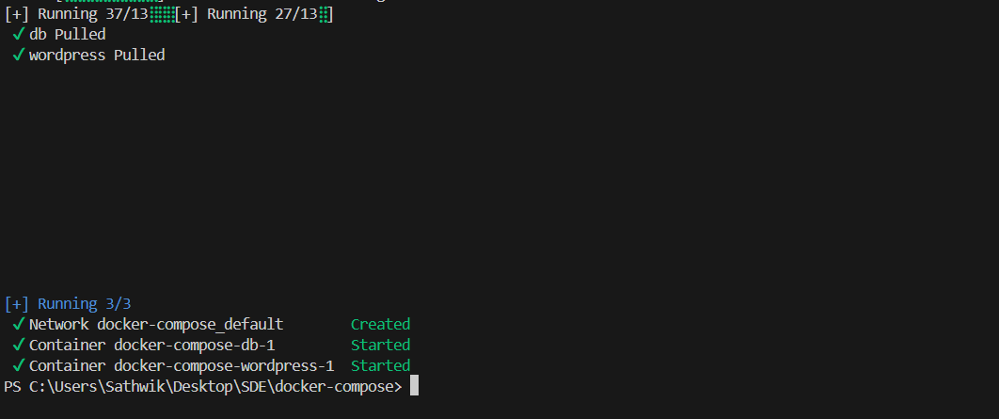 [+] Running 37/13⣿⣿⣿[+] Running 27/13⣿]
✔ db Pulled
✔ wordpress Pulled
[+] Running 3/3
✔ Network docker-compose_default Created
✔ Container docker-compose-db-1 Started
✔ Container docker-compose-wordpress-1 Started
PS C:\Users\Sathwik\Desktop\SDE\docker-compose>